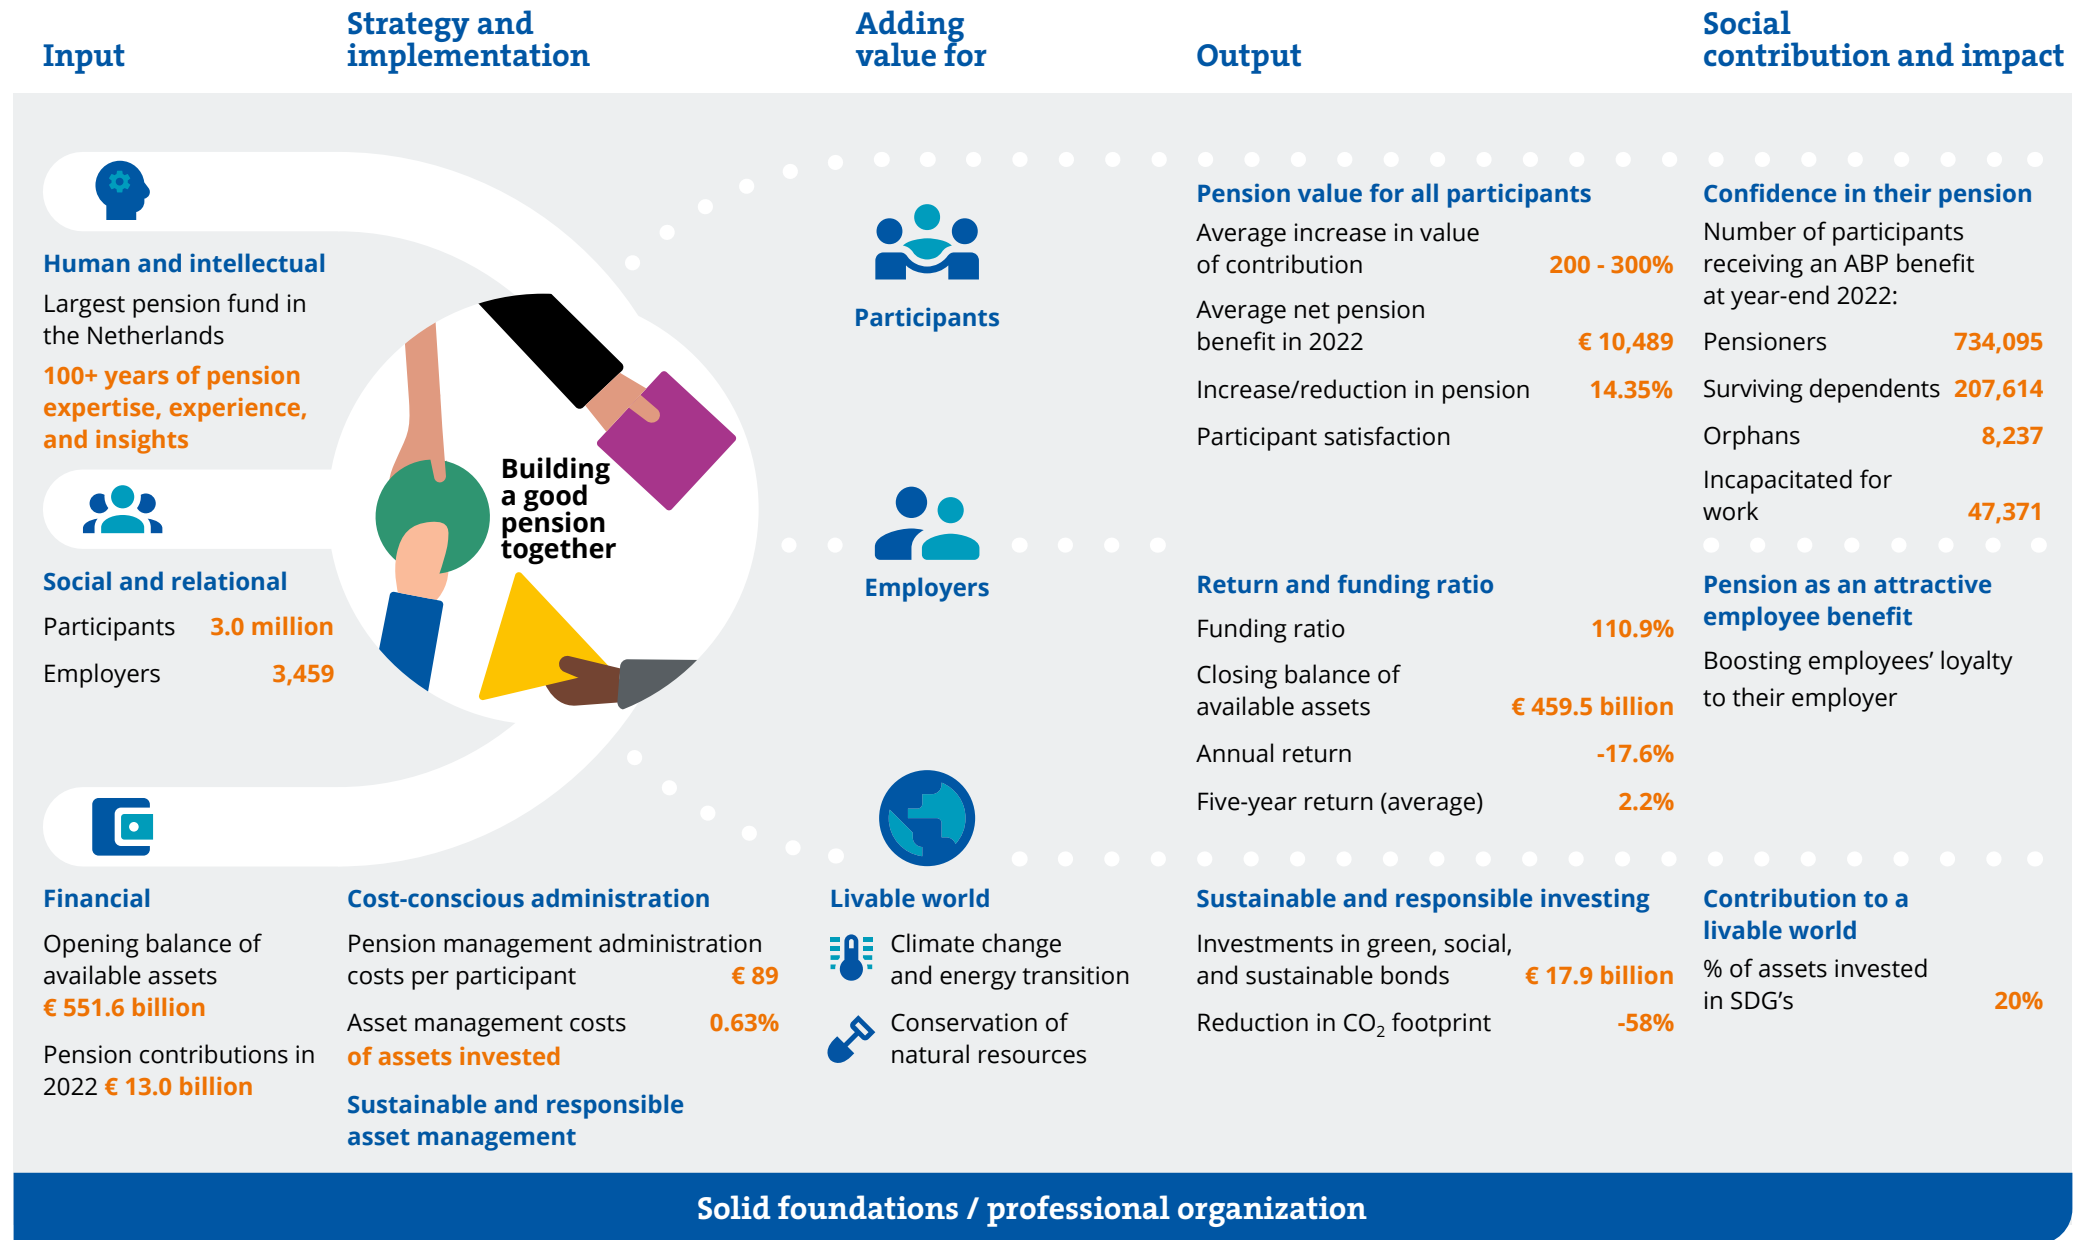 Input
Strategy and
implementation
Adding
value for
Output
Social
contribution and impact
Human and intellectual
Largest pension fund in
the Netherlands
100+ years of pension
expertise, experience,
and insights
Social and relational
Participants 3.0 million
Employers 3,459
Financial
Opening balance of
available assets
€ 551.6 billion
Pension contributions in
2022 € 13.0 billion
Building
a good
pension
together
Cost-conscious administration
Pension management administration
costs per participant € 89
Asset management costs 0.63%
of assets invested
Sustainable and responsible
asset management
Participants
Employers
Livable world
Climate change
and energy transition
Conservation of
natural resources
Pension value for all participants
Average increase in value
of contribution 200 - 300%
Average net pension
benefit in 2022 € 10,489
Increase/reduction in pension 14.35%
Participant satisfaction
Return and funding ratio
Funding ratio 110.9%
Closing balance of
available assets € 459.5 billion
Annual return -17.6%
Five-year return (average) 2.2%
Sustainable and responsible investing
Investments in green, social,
and sustainable bonds € 17.9 billion
Reduction in CO₂ footprint -58%
Confidence in their pension
Number of participants
receiving an ABP benefit
at year-end 2022:
Pensioners 734,095
Surviving dependents 207,614
Orphans 8,237
Incapacitated for
work 47,371
Pension as an attractive
employee benefit
Boosting employees’ loyalty
to their employer
Contribution to a
livable world
% of assets invested
in SDG’s 20%
Solid foundations / professional organization